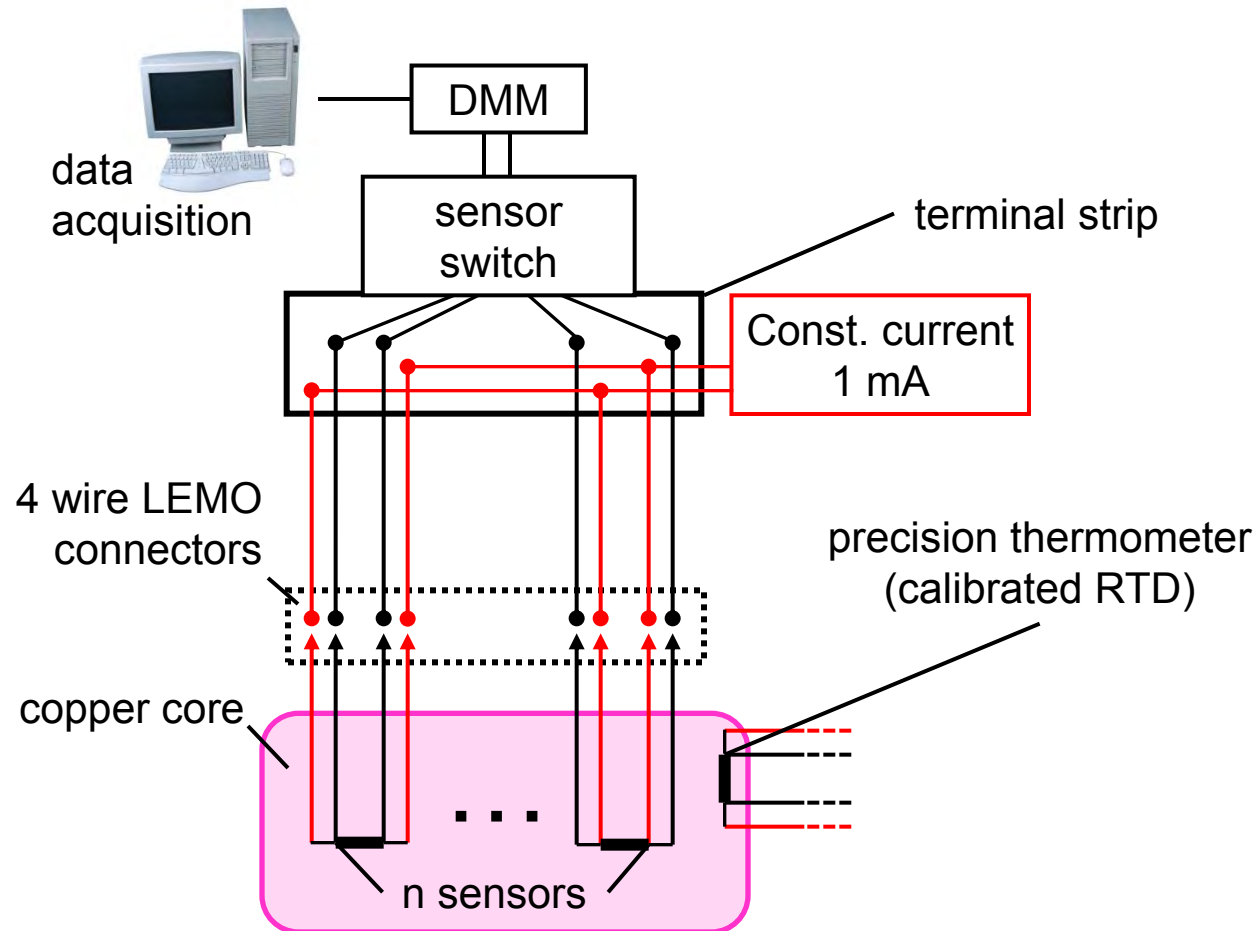 DMM
data
acquisition
sensor
switch
terminal strip
Const. current
1 mA
4 wire LEMO
connectors
precision thermometer
(calibrated RTD)
copper core
. . .
n sensors